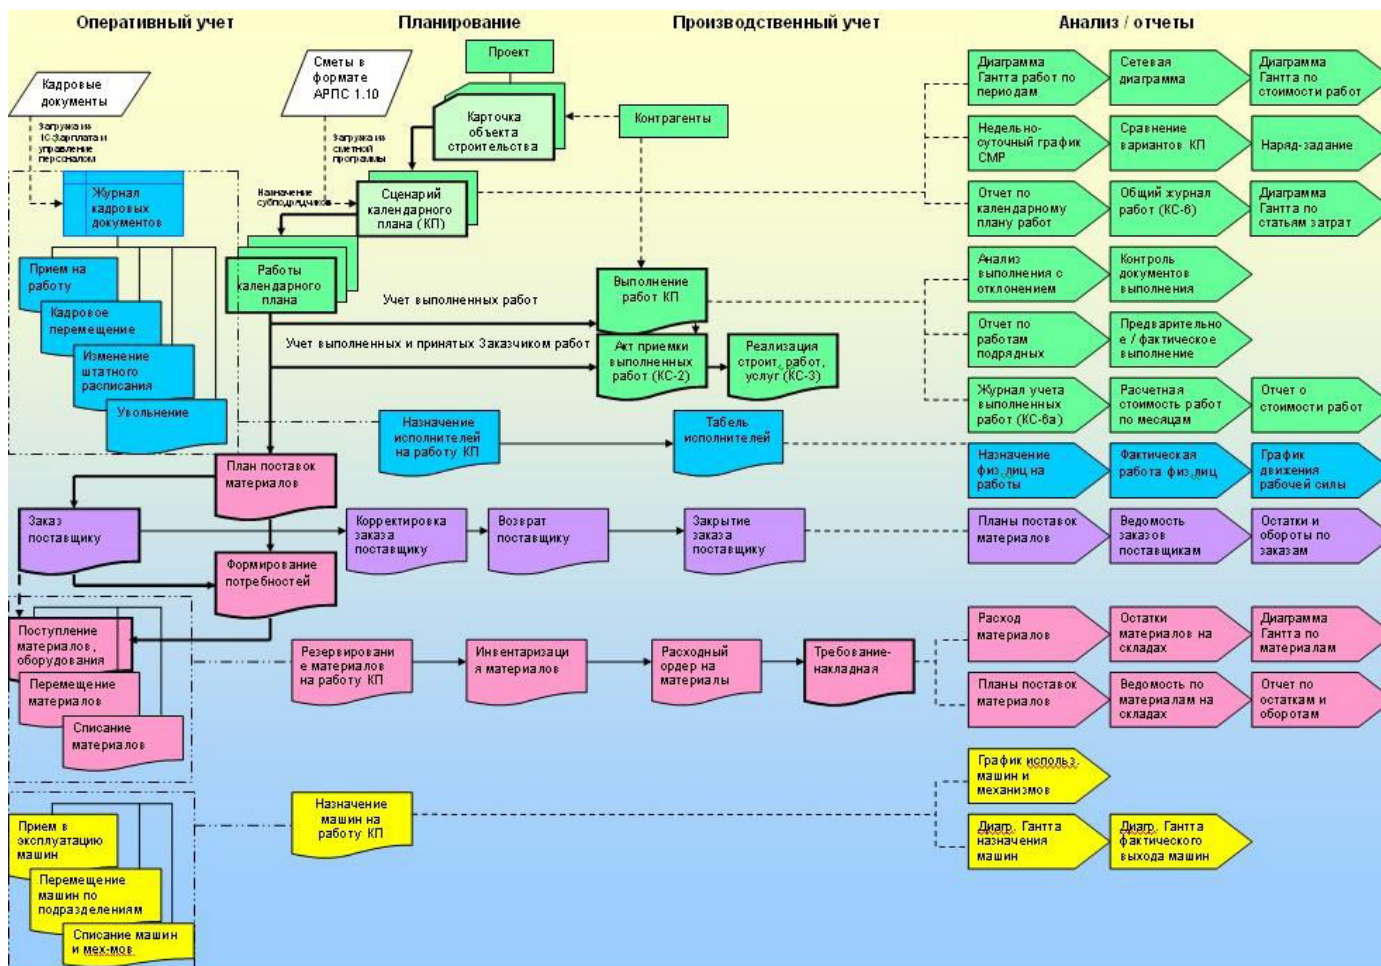 Оперативный учет
Планирование
Производственный учет
Анализ / отчеты
Кадровые
документы
Сметы в
формате
АРПС 1.10
Проект
Карточка
объекта
строительства
Контрагенты
Загрузка из
1С-Зарплата и
управление
персоналом
Загрузка из
сметной
программы
Назначение
субподрядчиков
Журнал
кадровых
документов
Сценарий
календарного
плана (КП)
Работы
календарного
плана
Прием на
работу
Кадровое
перемещение
Изменение
штатного
расписания
Увольнение
Учет выполненных работ
Учет выполненных и принятых Заказчиком работ
Выполнение
работ КП
Акт приемки
выполненных
работ (КС-2)
Реализация
строит, работ,
услуг (КС-3)
Назначение
исполнителей
на работу КП
Табель
исполнителей
План поставок
материалов
Заказ
поставщику
Корректировка
заказа
поставщику
Возврат
поставщику
Закрытие
заказа
поставщику
Формирование
потребностей
Поступление
материалов,
оборудования
Перемещение
материалов
Списание
материалов
Резервировани
е материалов
на работу КП
Инвентаризаци
я материалов
Расходный
ордер на
материалы
Требование-
накладная
Прием в
эксплуатацию
машин
Перемещение
машин по
подразделениям
Списание машин
и мех-мов
Назначение
машин на
работу КП
Диаграмма
Гантта работ по
периодам
Сетевая
диаграмма
Диаграмма
Гантта по
стоимости работ
Недельно-
суточный график
СМР
Сравнение
вариантов КП
Наряд-задание
Отчет по
календарному
плану работ
Общий журнал
работ (КС-6)
Диаграмма
Гантта по
статьям затрат
Анализ
выполнения с
отклонением
Контроль
документов
выполнения
Отчет по
работам
подрядных
Предварительно
е / фактическое
выполнение
Журнал учета
выполненных
работ (КС-6а)
Расчетная
стоимость работ
по месяцам
Отчет о
стоимости работ
Назначение
физ.лиц на
работы
Фактическая
работа физ.лиц
График
движения
рабочей силы
Планы поставок
материалов
Ведомость
заказов
поставщикам
Остатки и
обороты по
заказам
Расход
материалов
Остатки
материалов на
складах
Диаграмма
Гантта по
материалам
Планы поставок
материалов
Ведомость по
материалам на
складах
Отчет по
остаткам и
оборотам
График использ.
машин и
механизмов
Диагр. Гантта
назначения
машин
Диагр. Гантта
фактического
выхода машин